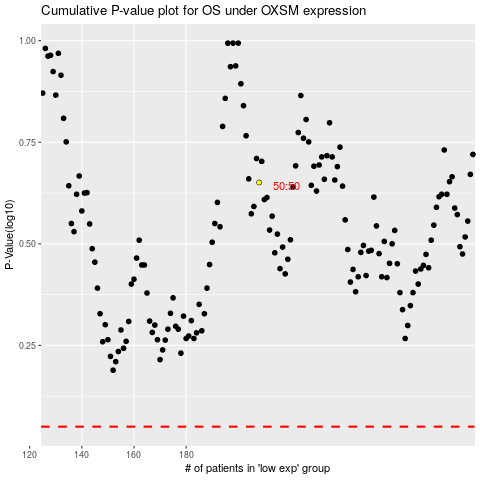 Cumulative P-value plot for OS under OXSM expression
P-Value(log10)
1.00
0.75
0.50
0.25
50:50
120 140 160 180
# of patients in 'low exp' group